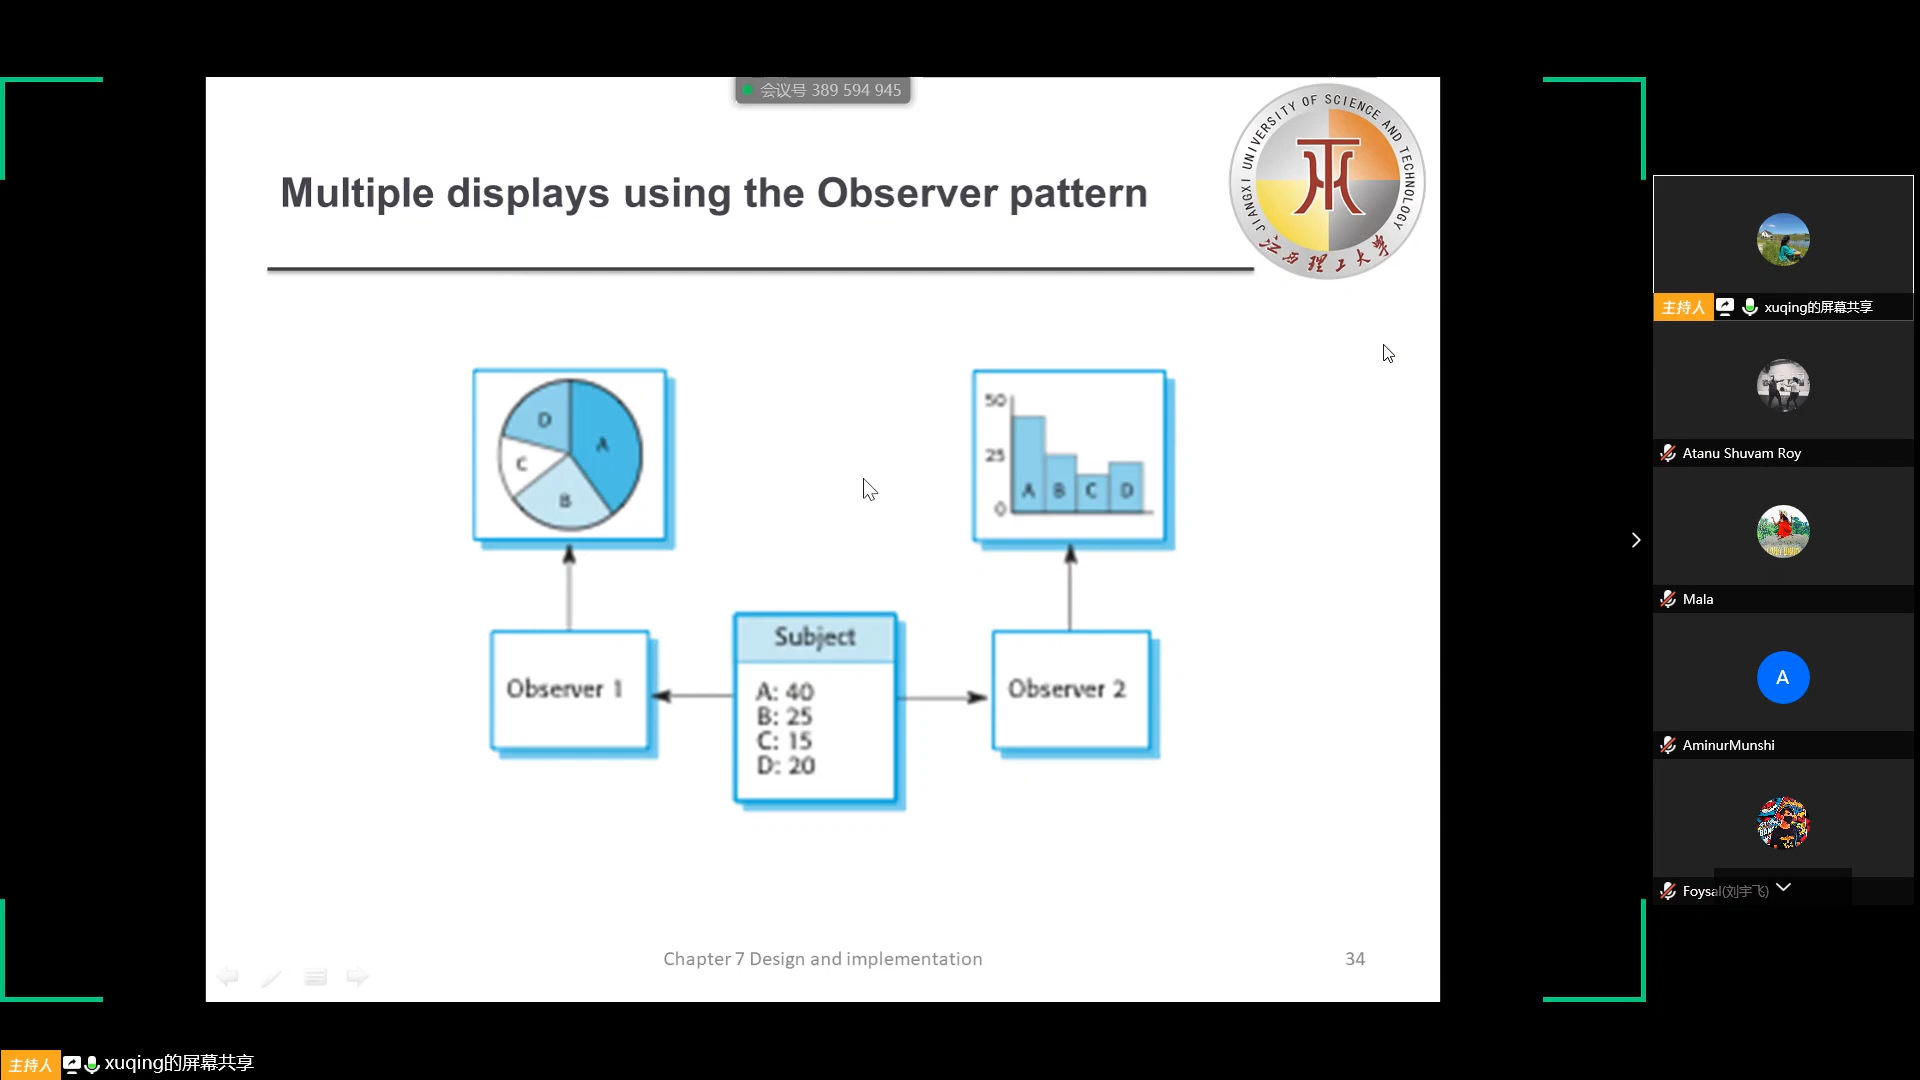 会议号 389 594 945
JIANGXI UNIVERSITY OF SCIENCE AND TECHNOLOGY
江西理工大学
Multiple displays using the Observer pattern
D
A
C
B
50
25
0
A B C D
Observer 1
Subject
A: 40
B: 25
C: 15
D: 20
Observer 2
Chapter 7 Design and implementation
34
主持人 xuqing的屏幕共享
Atanu Shuvam Roy
Mala
A
AminurMunshi
Foysal(刘宇飞)
主持人 xuqing的屏幕共享